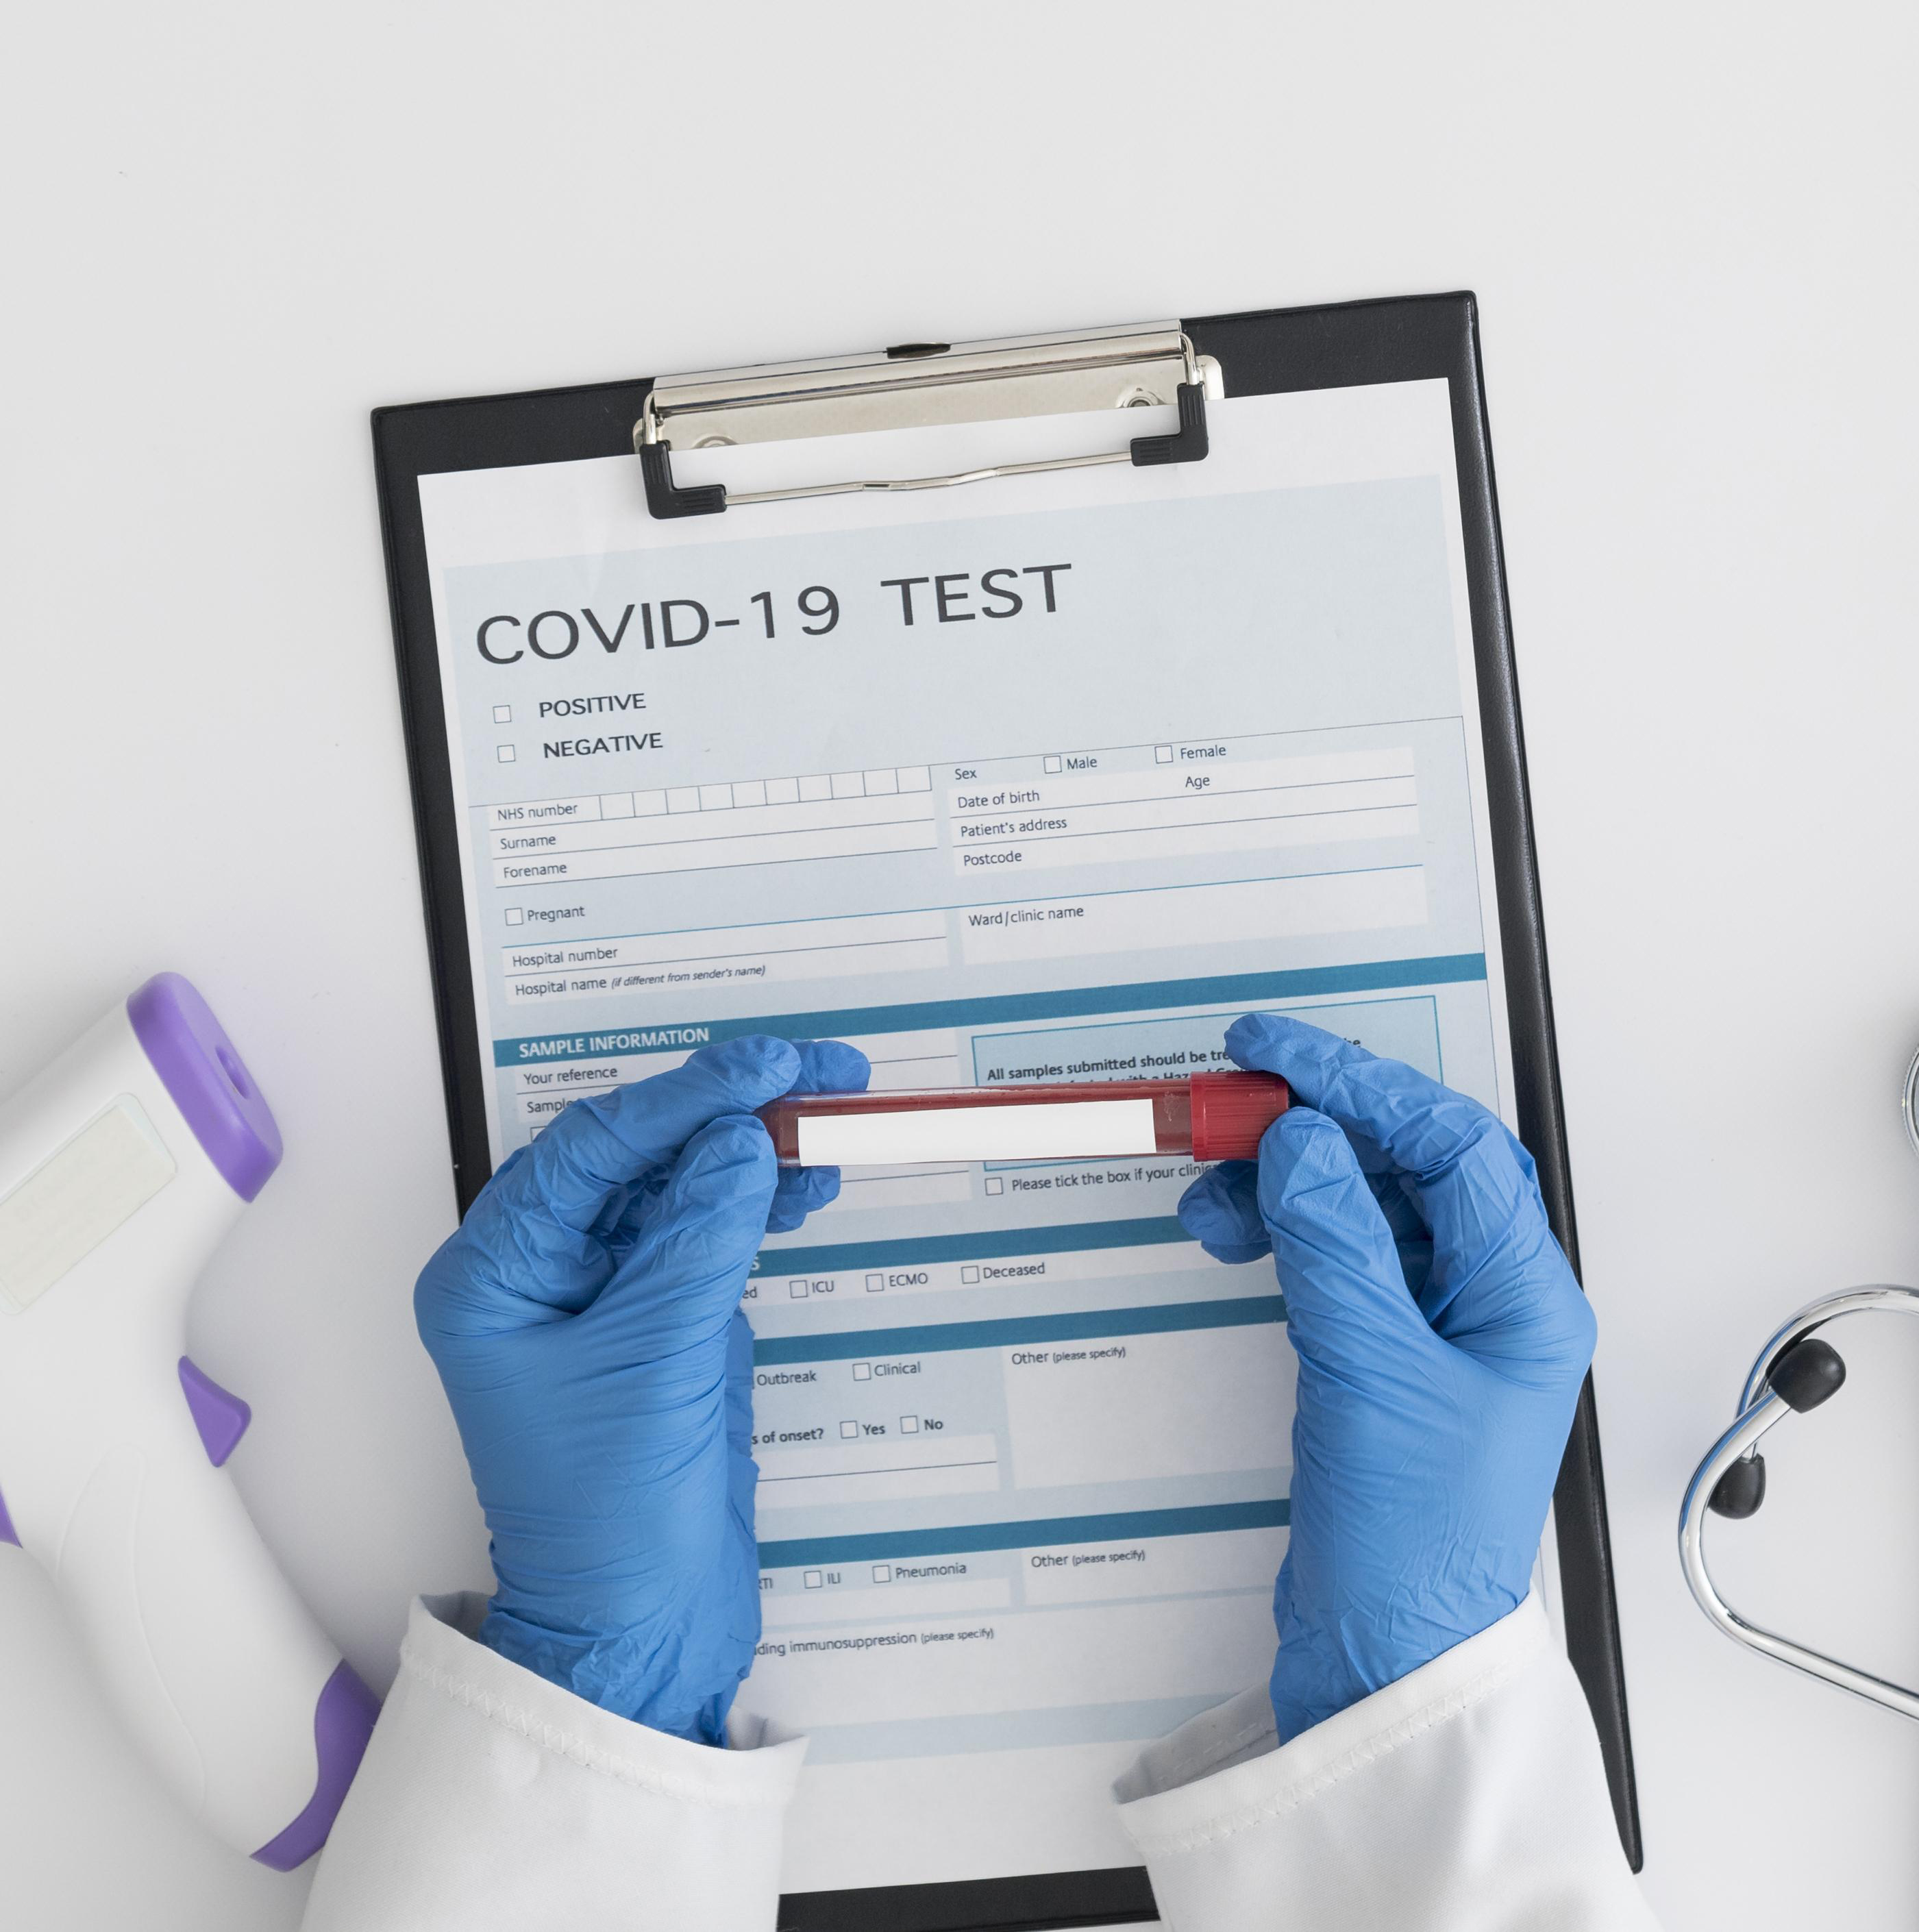 COVID-19 TEST
POSITIVE
NEGATIVE
NHS number
Surname
Forename
Pregnant
Hospital number
Hospital name (if different from sender's name)
Sex Male Female
Date of birth Age
Patient's address
Postcode
Ward/clinic name
SAMPLE INFORMATION
Your reference
All samples submitted should be
Please tick the box if your
ICU ECMO Deceased
Outbreak Clinical
of onset? Yes No
Other (please specify)
ILI Pneumonia
Other (please specify)
immunosuppression (please specify)